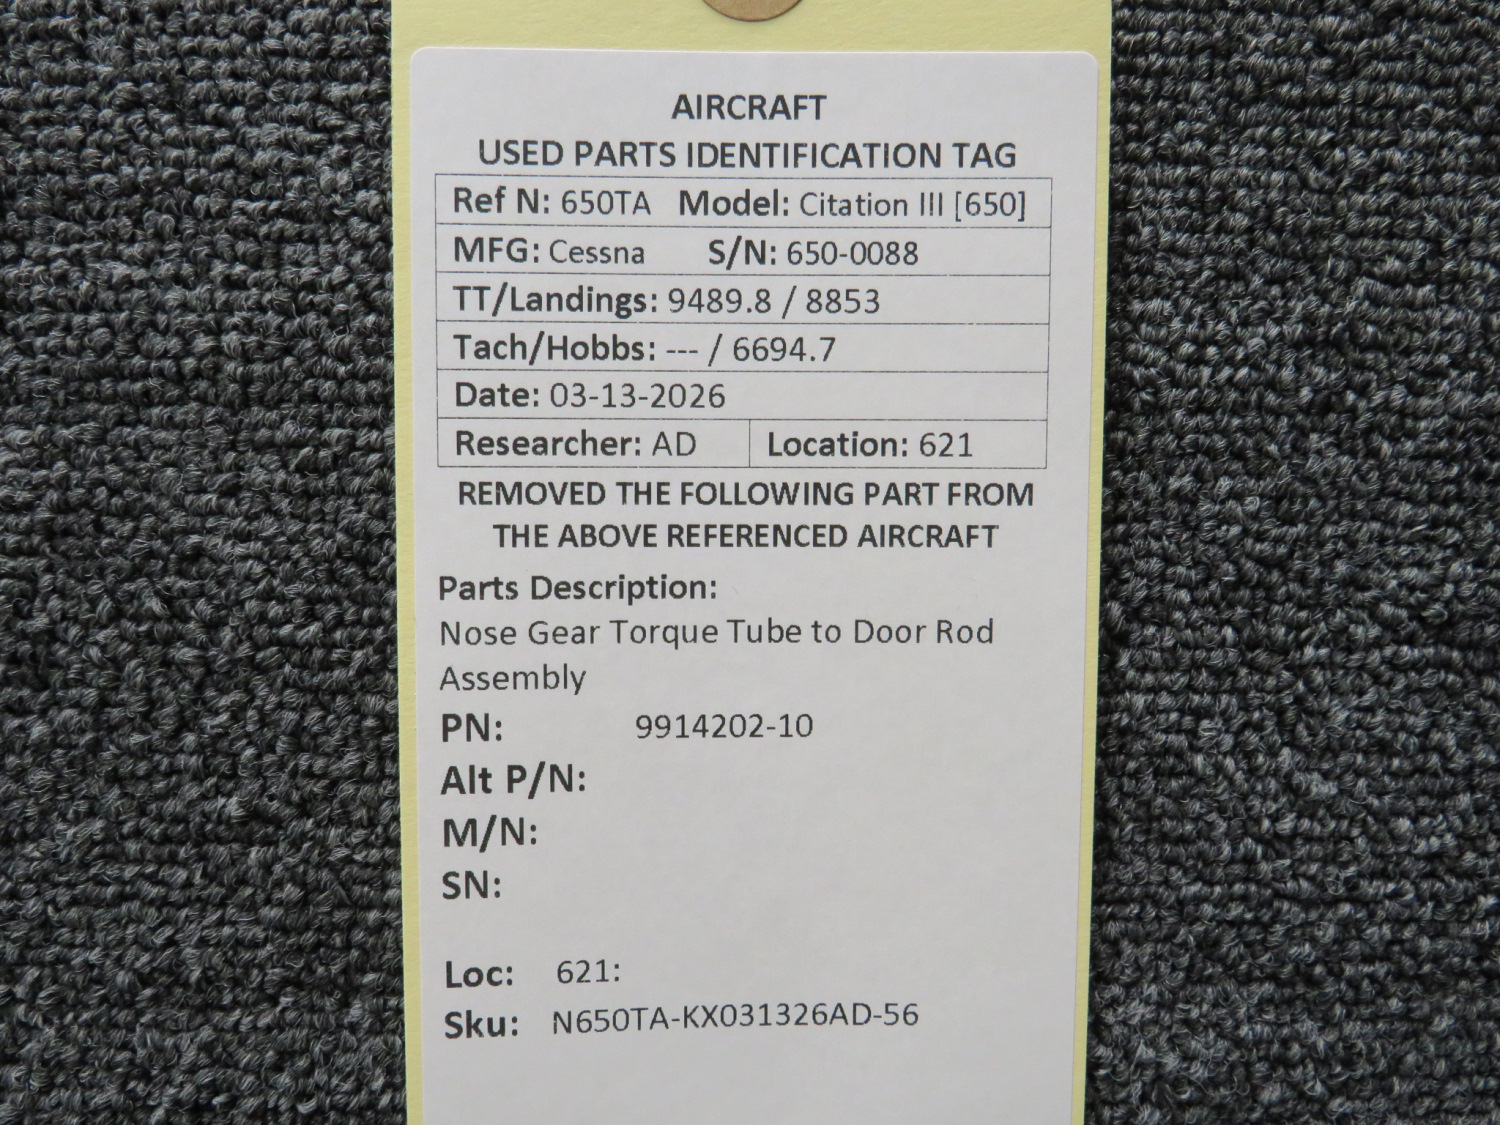 AIRCRAFT
USED PARTS IDENTIFICATION TAG
Ref N: 650TA Model: Citation III [650]
MFG: Cessna S/N: 650-0088
TT/Landings: 9489.8 / 8853
Tach/Hobbs: --- / 6694.7
Date: 03-13-2026
Researcher: AD Location: 621
REMOVED THE FOLLOWING PART FROM
THE ABOVE REFERENCED AIRCRAFT
Parts Description:
Nose Gear Torque Tube to Door Rod
Assembly
PN: 9914202-10
Alt P/N:
M/N:
SN:
Loc: 621:
Sku: N650TA-KX031326AD-56